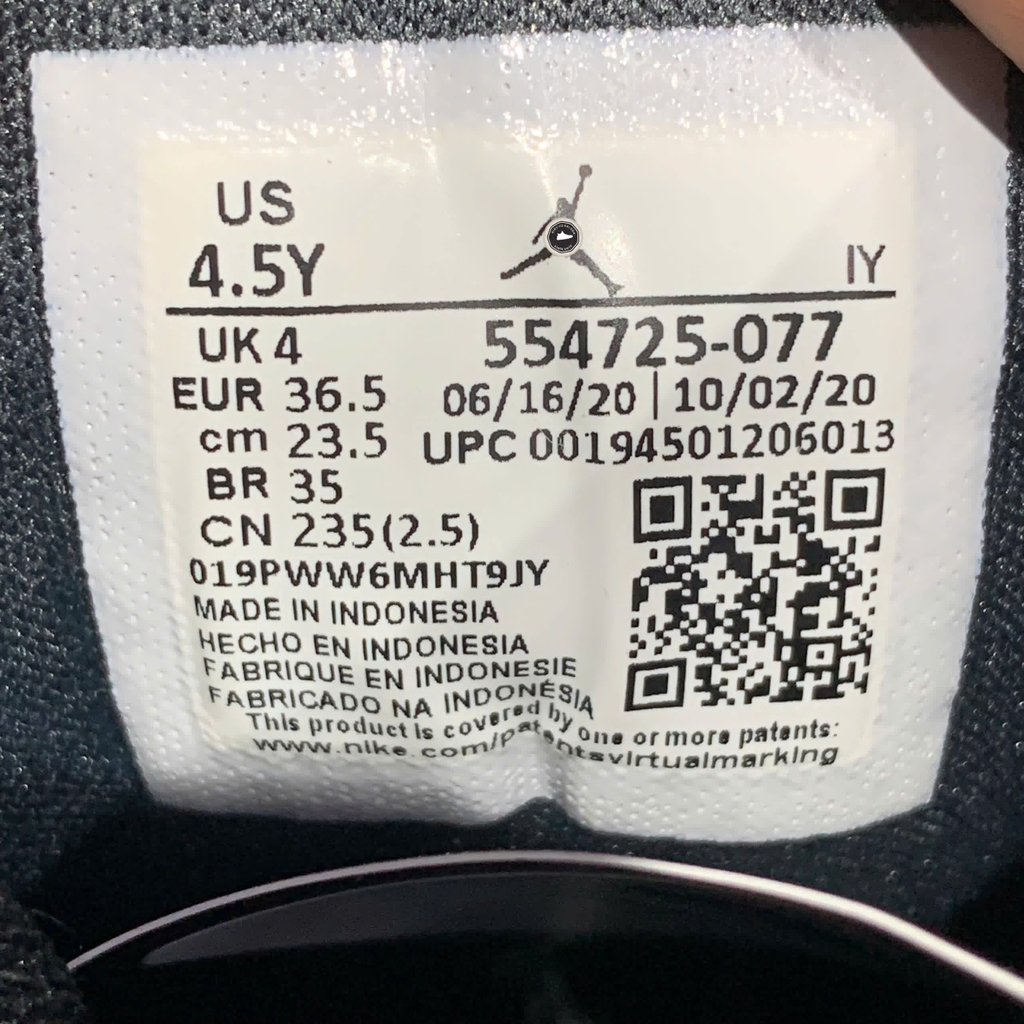 US
4.5Y
IY
UK 4
554725-077
EUR 36.5
06/16/20 | 10/02/20
cm 23.5
UPC 00194501206013
BR 35
CN 235(2.5)
019PWW6MHT9JY
MADE IN INDONESIA
HECHO EN INDONESIA
FABRIQUE EN INDONESIE
FABRICADO NA INDONÉSIA
This product is covered by one or more patents:
www.nike.com/patentsvirtualmarking